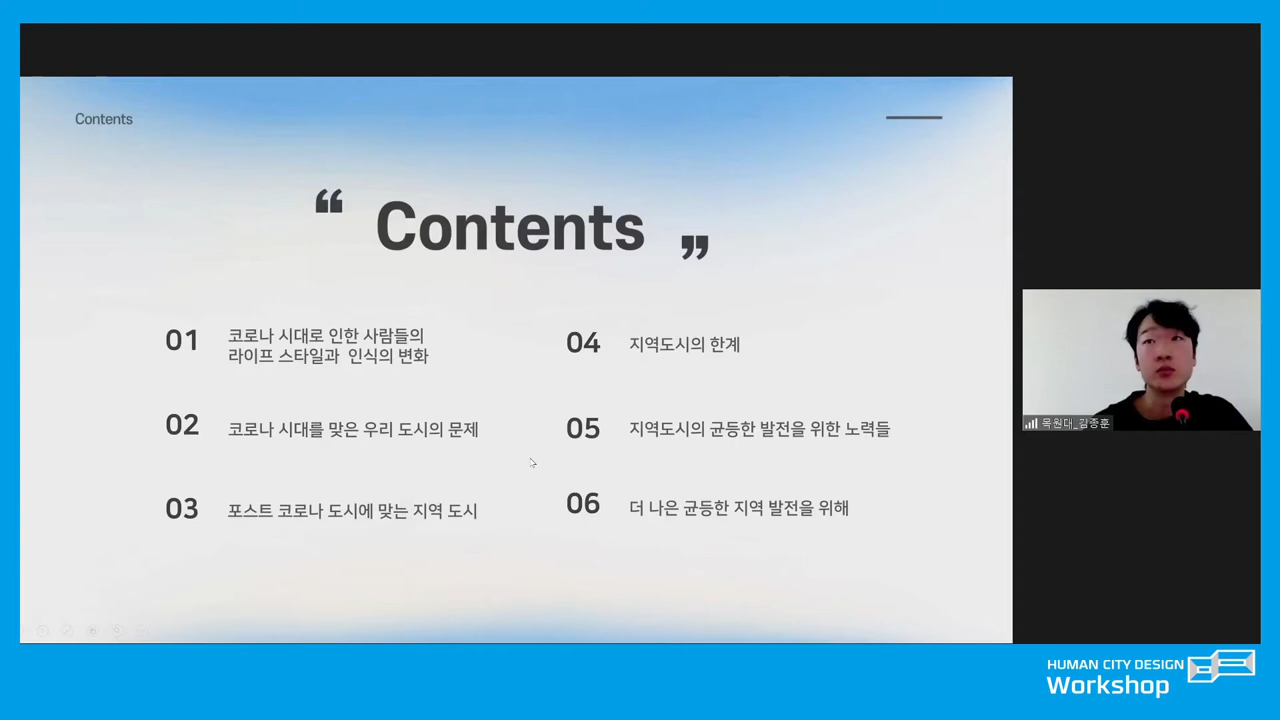 Contents
“ Contents ”
01
코로나 시대로 인한 사람들의
라이프 스타일과 인식의 변화
02
코로나 시대를 맞은 우리 도시의 문제
03
포스트 코로나 도시에 맞는 지역 도시
04
지역도시의 한계
05
지역도시의 균등한 발전을 위한 노력들
06
더 나은 균등한 지역 발전을 위해
목원대_김종훈
HUMAN CITY DESIGN
Workshop